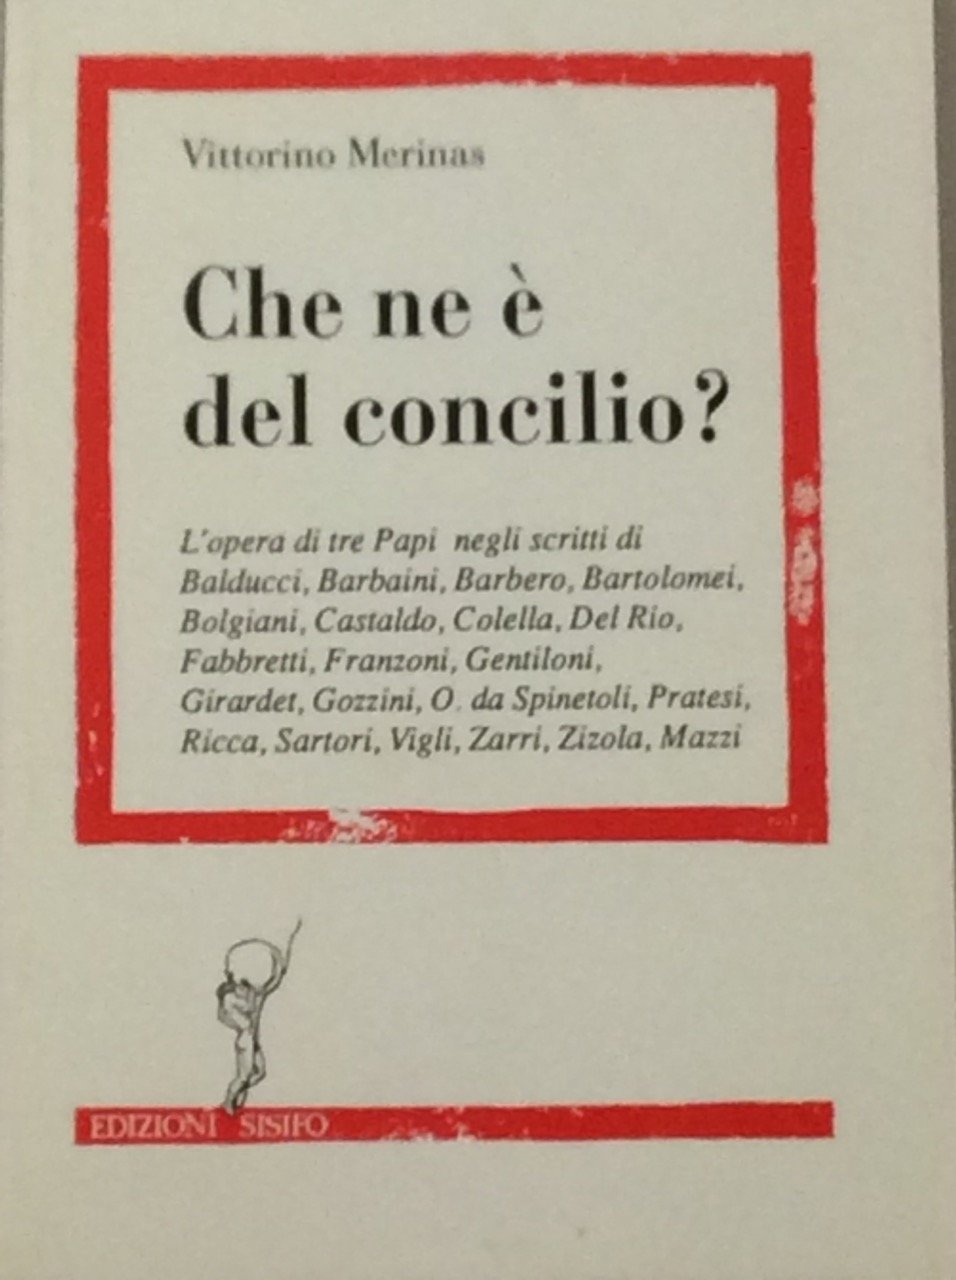 Vittorino Merinas
Che ne è
del concilio?
L'opera di tre Papi negli scritti di
Balducci, Barbaini, Barbero, Bartolomei,
Bolgiani, Castaldo, Colella, Del Rio,
Fabbretti, Franzoni, Gentiloni,
Girardet, Gozzini, O. da Spinetoli, Pratesi,
Ricca, Sartori, Vigli, Zarri, Zizola, Mazzi
EDIZIONI SISIFO